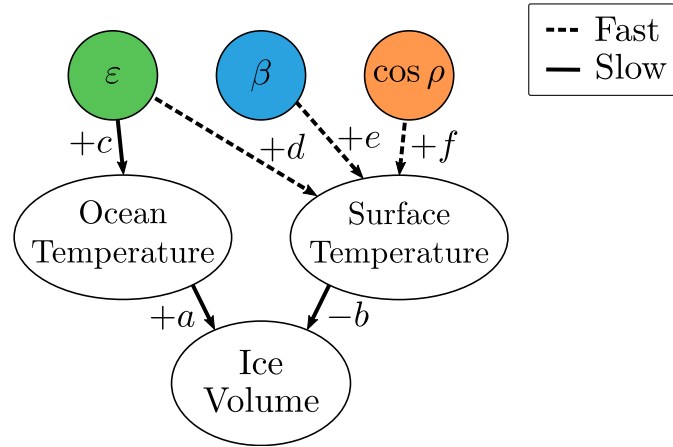 Fast
Slow
ε
β
cos ρ
+c
+d
+e
+f
Ocean
Temperature
Surface
Temperature
+a
−b
Ice
Volume